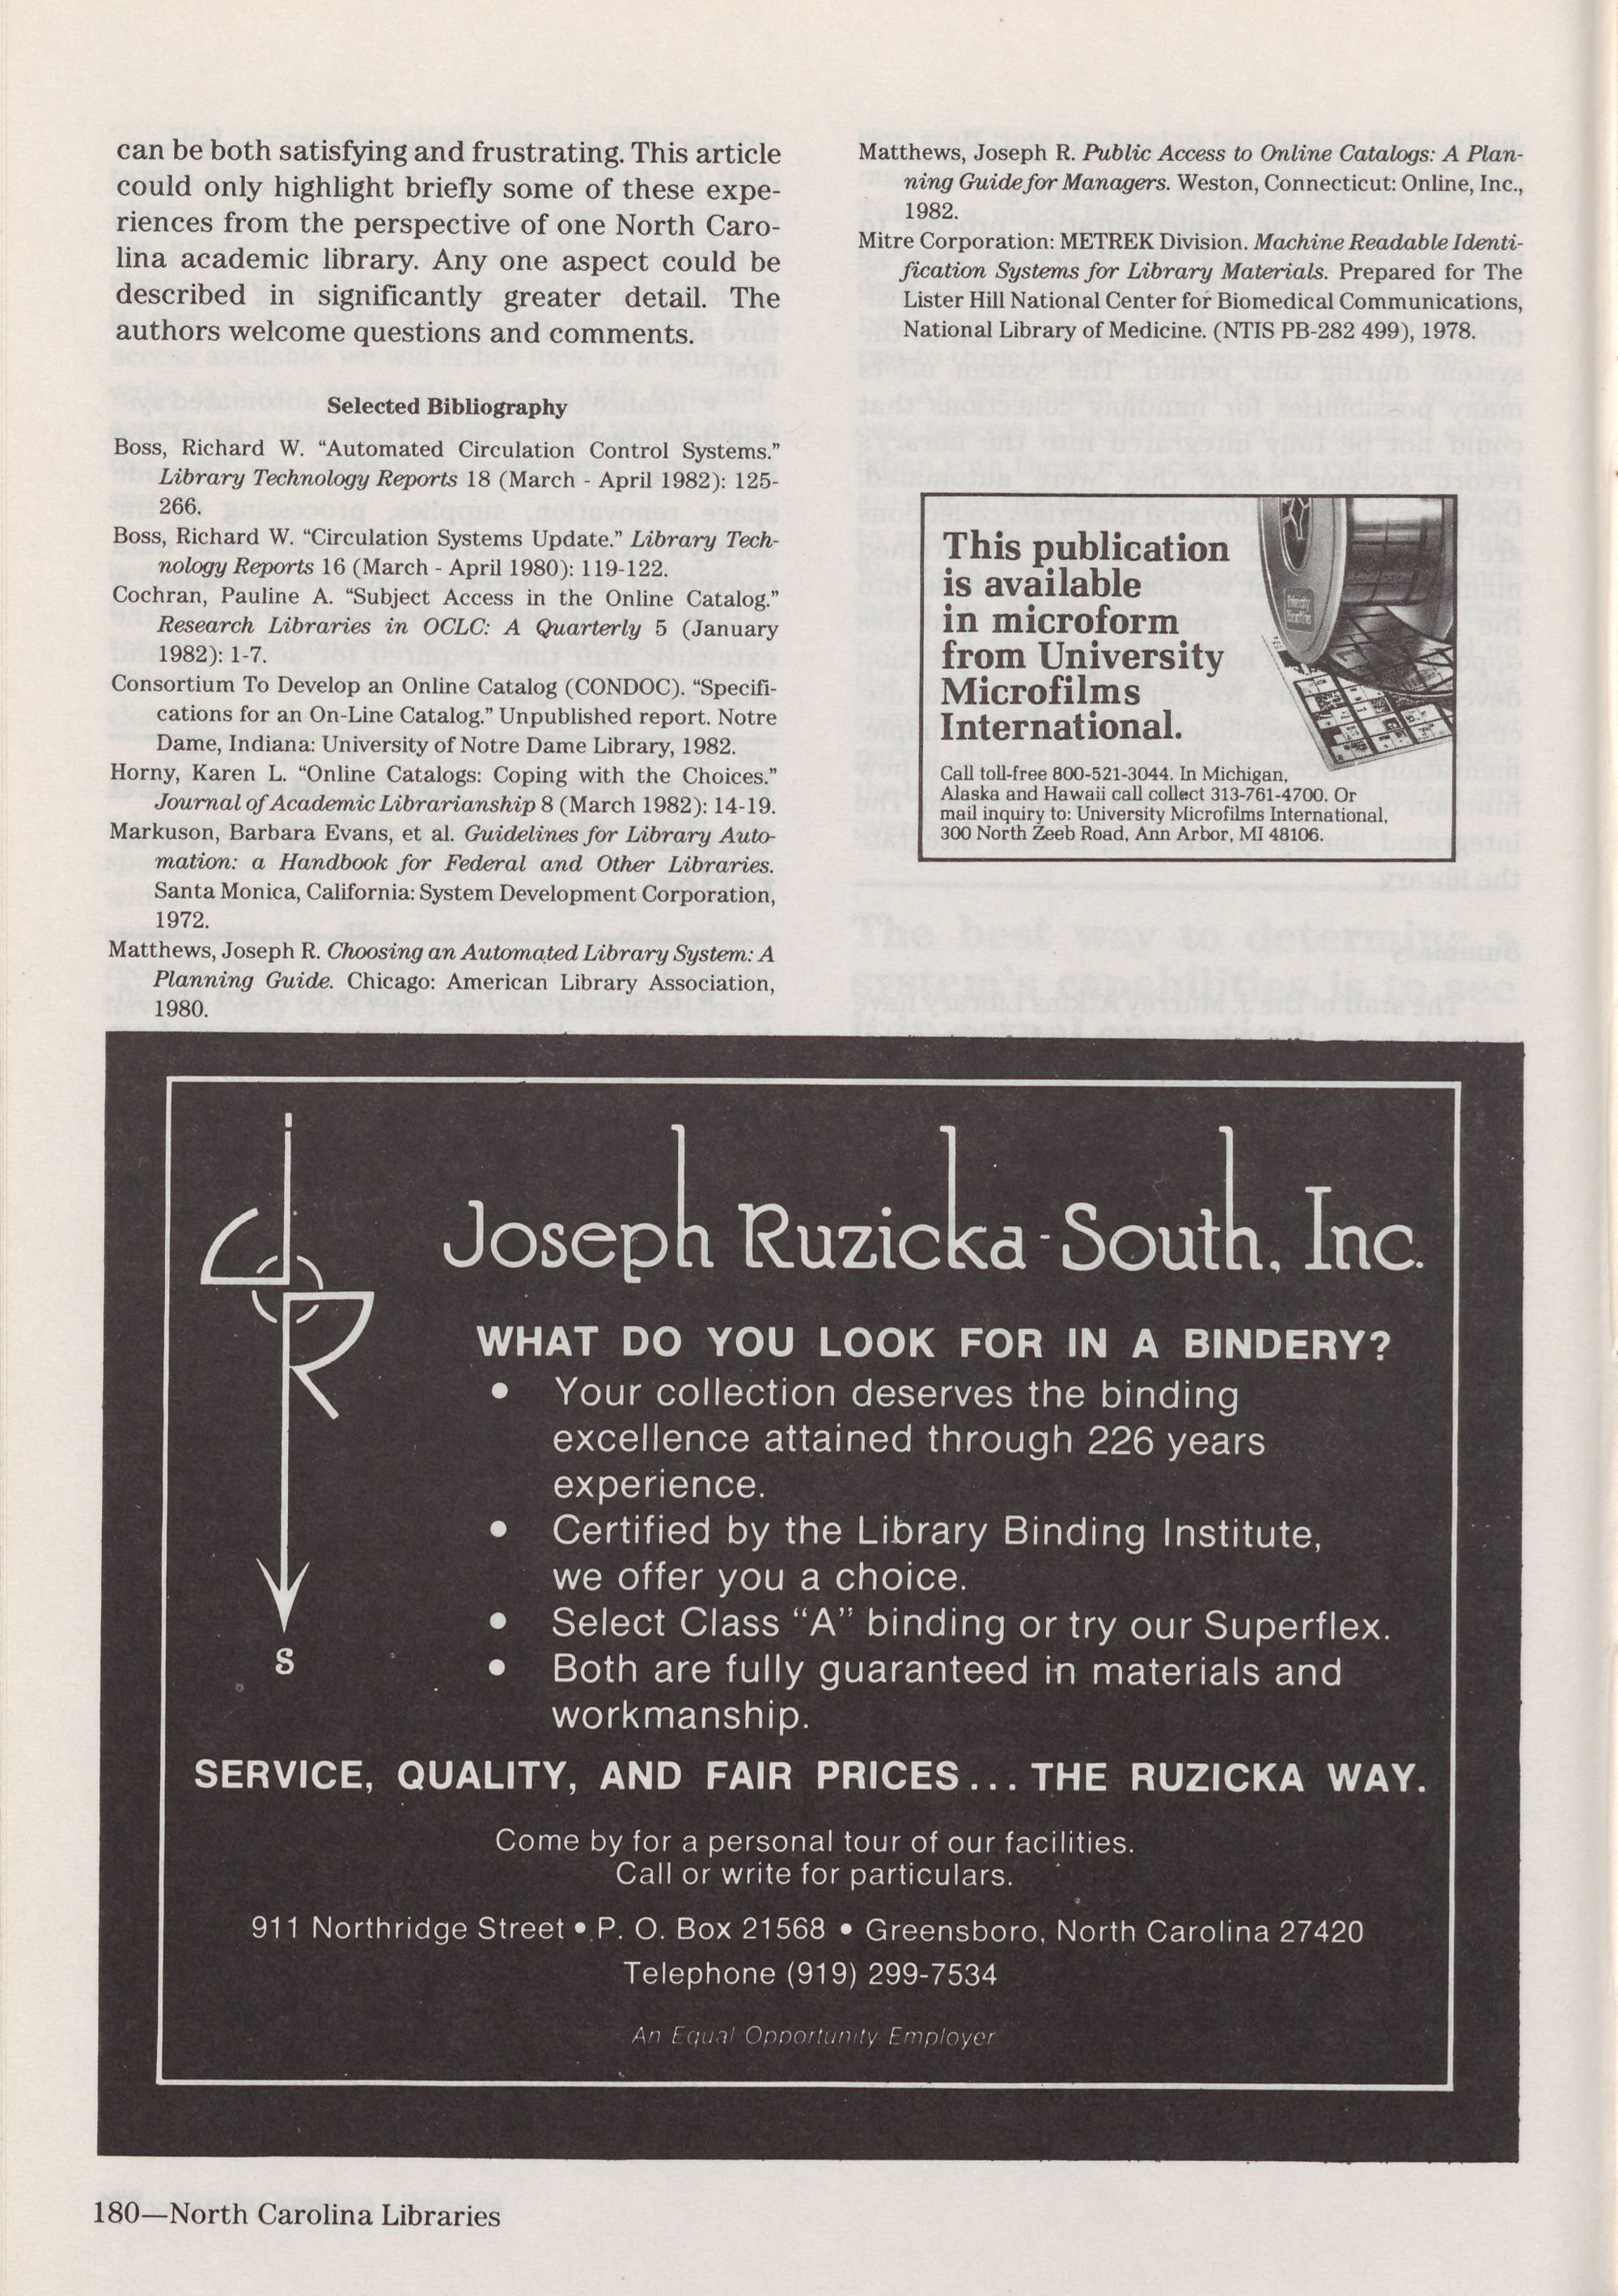 can be both satisfying and frustrating. This article
could only highlight briefly some of these expe-
riences from the perspective of one North Caro-
lina academic library. Any one aspect could be
described in significantly greater detail. The
authors welcome questions and comments.
Selected Bibliography
Boss, Richard W. “Automated Circulation Control Systems.”
Library Technology Reports 18 (March - April 1982): 125-
266.
Boss, Richard W. “Circulation Systems Update.” Library Tech-
nology Reports 16 (March - April 1980): 119-122.
Cochran, Pauline A. “Subject Access in the Online Catalog.”
Research Libraries in OCLC: A Quarterly 5 (January
1982): 1-7.
Consortium To Develop an Online Catalog (CONDOC). “Specifi-
cations for an On-Line Catalog.” Unpublished report. Notre
Dame, Indiana: University of Notre Dame Library, 1982.
Horny, Karen L. “Online Catalogs: Coping with the Choices.”
Journal of Academic Librarianship 8 (March 1982): 14-19.
Markuson, Barbara Evans, et al. Guidelines for Library Auto-
mation: a Handbook for Federal and Other Libraries.
Santa Monica, California: System Development Corporation,
1972.
Matthews, Joseph R. Choosing an Automated Library System: A
Planning Guide. Chicago: American Library Association,
1980.
Matthews, Joseph R. Public Access to Online Catalogs: A Plan-
ning Guide for Managers. Weston, Connecticut: Online, Inc.,
1982.
Mitre Corporation: METREK Division. Machine Readable Identi-
fication Systems for Library Materials. Prepared for The
Lister Hill National Center for Biomedical Communications,
National Library of Medicine. (NTIS PB-282 499), 1978.
This publication
is available
in microform
from University
Microfilms
International.
Call toll-free 800-521-3044. In Michigan,
Alaska and Hawaii call collect 313-761-4700. Or
mail inquiry to: University Microfilms International,
300 North Zeeb Road, Ann Arbor, MI 48106.
J
R
S
Joseph Ruzicka-South, Inc.
WHAT DO YOU LOOK FOR IN A BINDERY?
• Your collection deserves the binding
excellence attained through 226 years
experience.
• Certified by the Library Binding Institute,
we offer you a choice.
• Select Class “A” binding or try our Superflex.
• Both are fully guaranteed in materials and
workmanship.
SERVICE, QUALITY, AND FAIR PRICES... THE RUZICKA WAY.
Come by for a personal tour of our facilities.
Call or write for particulars.
911 Northridge Street • P. O. Box 21568 • Greensboro, North Carolina 27420
Telephone (919) 299-7534
An Equal Opportunity Employer
180—North Carolina Libraries